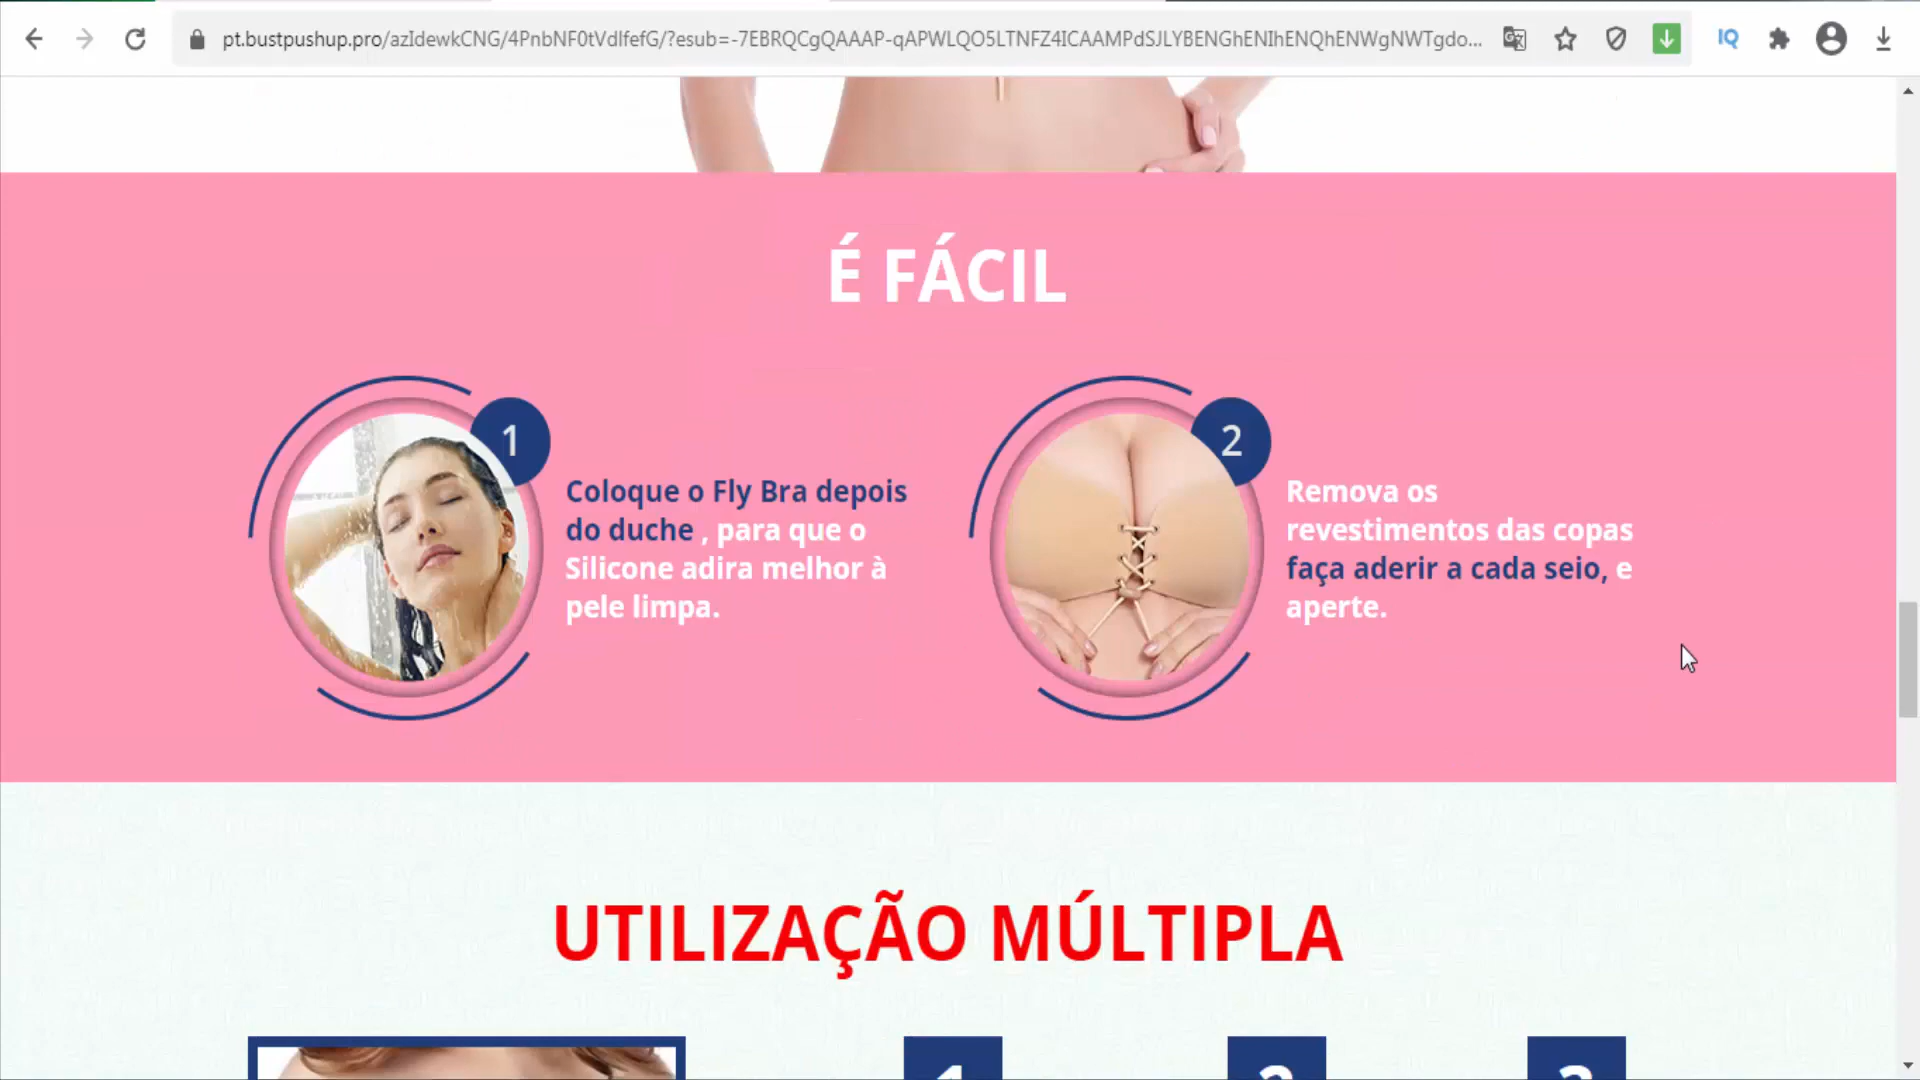 pt.bustpushup.pro/azIdewkCNG/4PnbNF0tVdlfefG/?esub=-7EBRQCgQAAAP-qAPWLQO5LTNFZ4ICAAMPdSJLYBENGhENIhENQhENWgNWTgdo...
IQ
É FÁCIL
1
Coloque o Fly Bra depois
do duche , para que o
Silicone adira melhor à
pele limpa.
2
Remova os
revestimentos das copas
faça aderir a cada seio, e
aperte.
UTILIZAÇÃO MÚLTIPLA